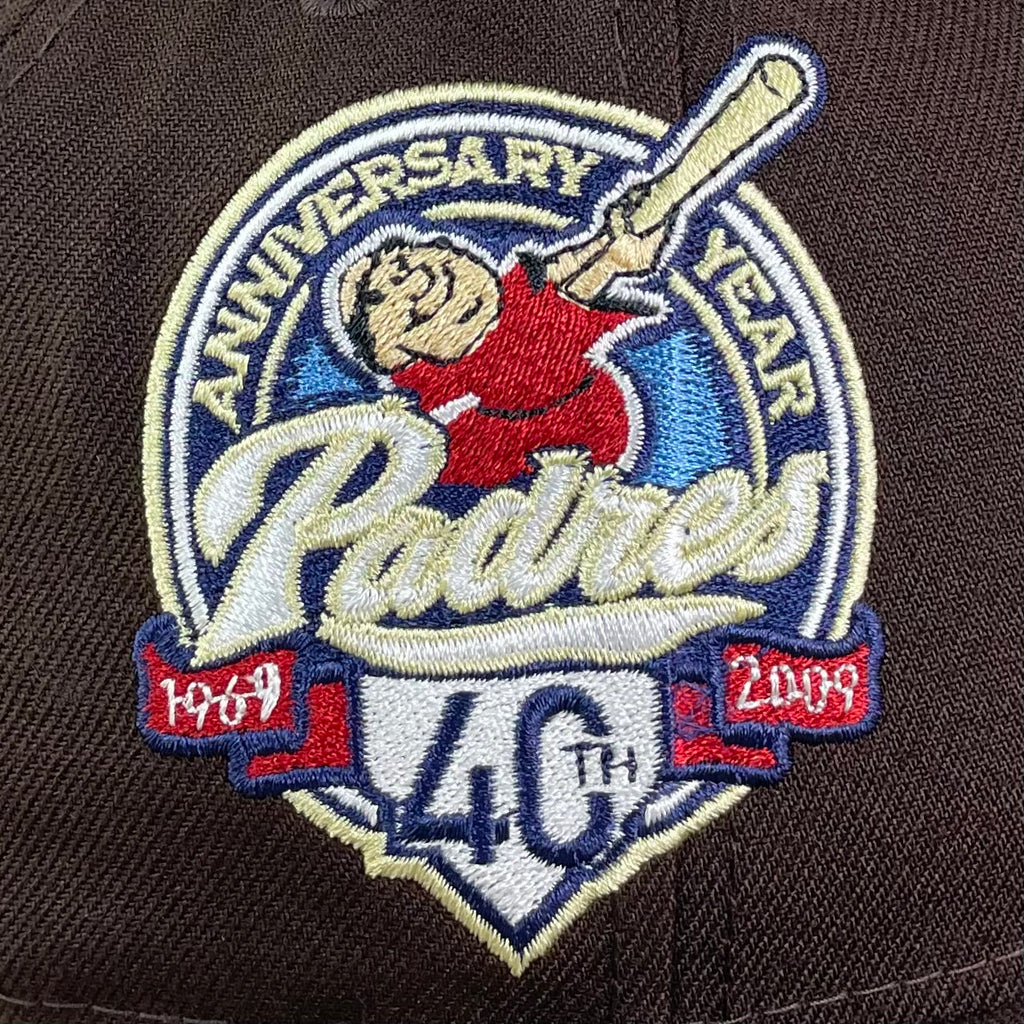 ANNIVERSARY YEAR
Padres
1969 2009
40TH